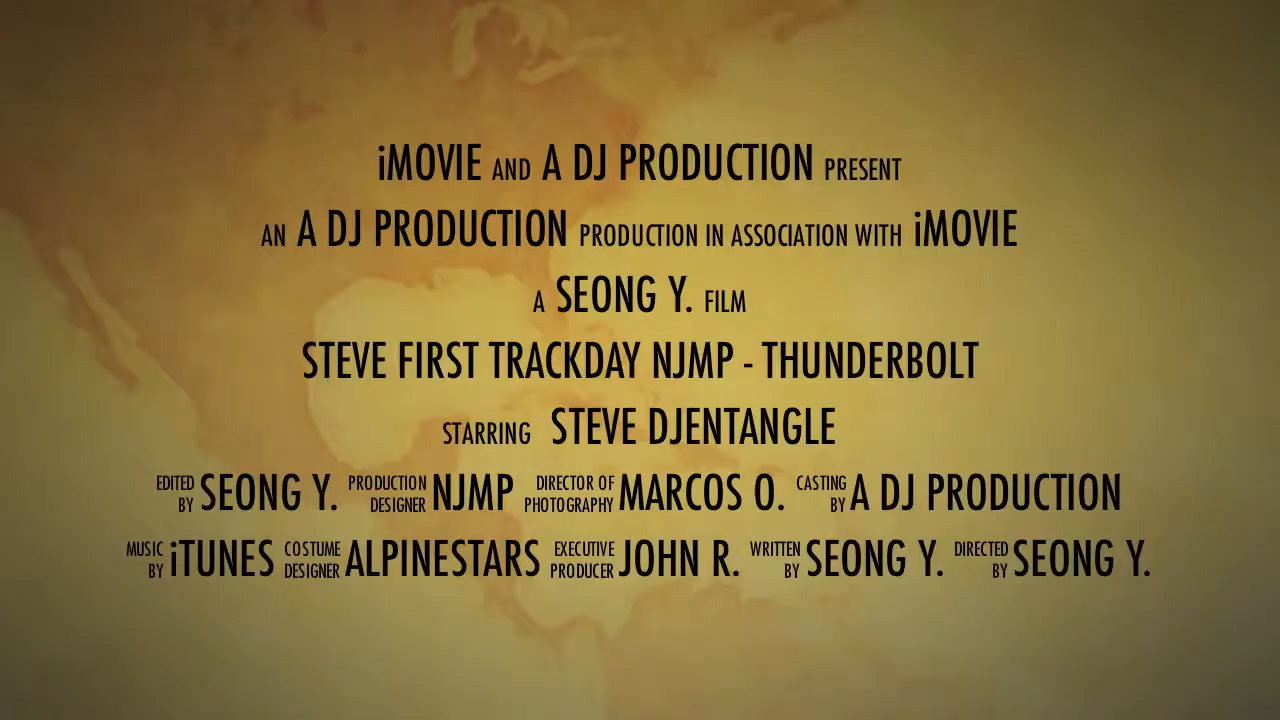 iMOVIE AND A DJ PRODUCTION PRESENT
AN A DJ PRODUCTION PRODUCTION IN ASSOCIATION WITH iMOVIE
A SEONG Y. FILM
STEVE FIRST TRACKDAY NJMP - THUNDERBOLT
STARRING STEVE DJENTANGLE
EDITED BY SEONG Y. PRODUCTION DESIGNER NJMP DIRECTOR OF PHOTOGRAPHY MARCOS O. CASTING BY A DJ PRODUCTION
MUSIC BY iTUNES COSTUME DESIGNER ALPINESTARS EXECUTIVE PRODUCER JOHN R. WRITTEN BY SEONG Y. DIRECTED BY SEONG Y.